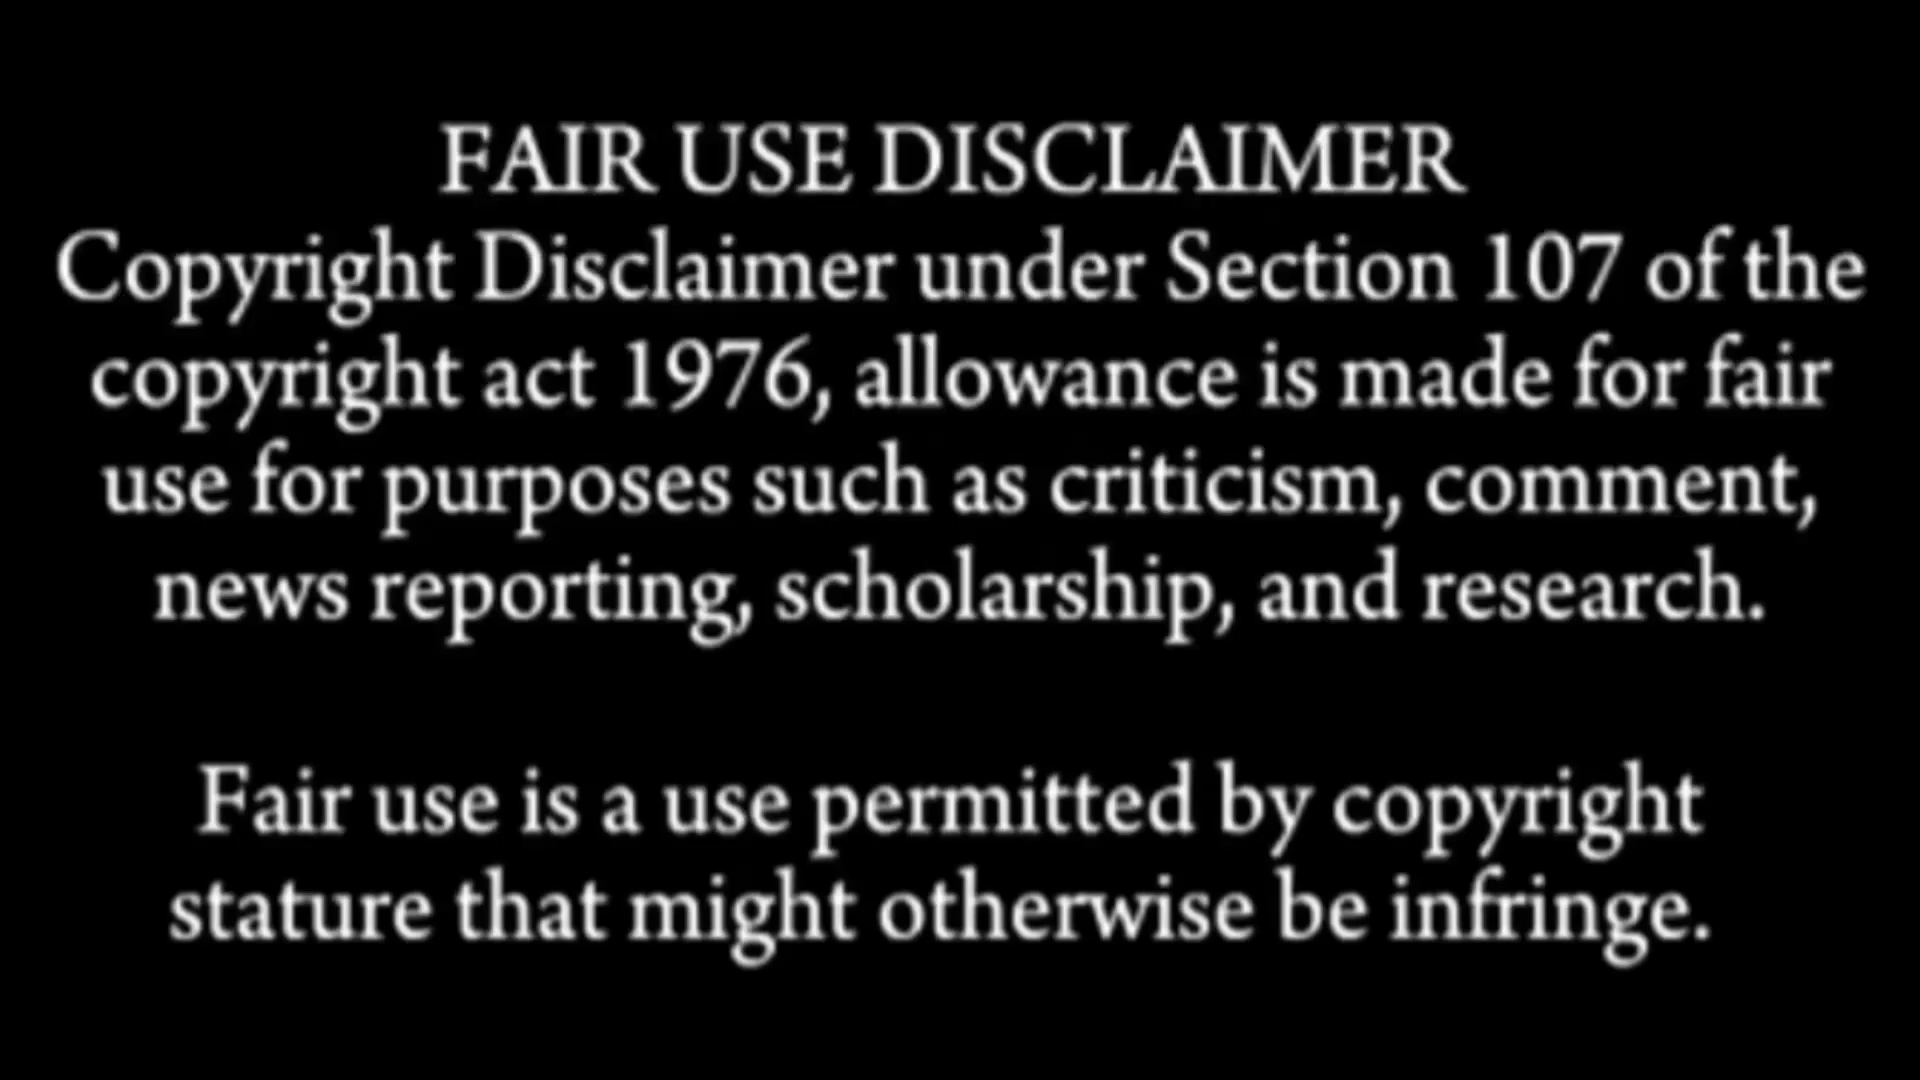 FAIR USE DISCLAIMER
Copyright Disclaimer under Section 107 of the
copyright act 1976, allowance is made for fair
use for purposes such as criticism, comment,
news reporting, scholarship, and research.
Fair use is a use permitted by copyright
stature that might otherwise be infringe.